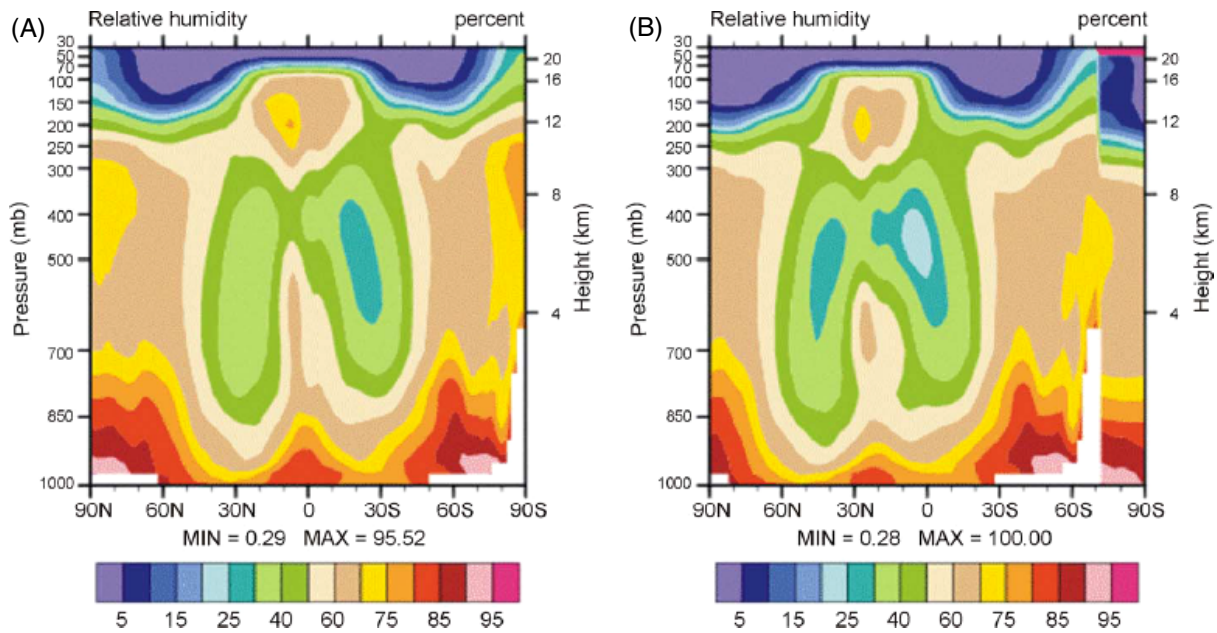 (A)
Relative humidity percent
30
50
70
100
150
200
250
300
400
500
700
850
1000
Pressure (mb)
20
16
12
8
4
Height (km)
90N 60N 30N 0 30S 60S 90S
MIN = 0.29 MAX = 95.52
5 15 25 40 60 75 85 95
(B)
Relative humidity percent
30
50
70
100
150
200
250
300
400
500
700
850
1000
Pressure (mb)
20
16
12
8
4
Height (km)
90N 60N 30N 0 30S 60S 90S
MIN = 0.28 MAX = 100.00
5 15 25 40 60 75 85 95